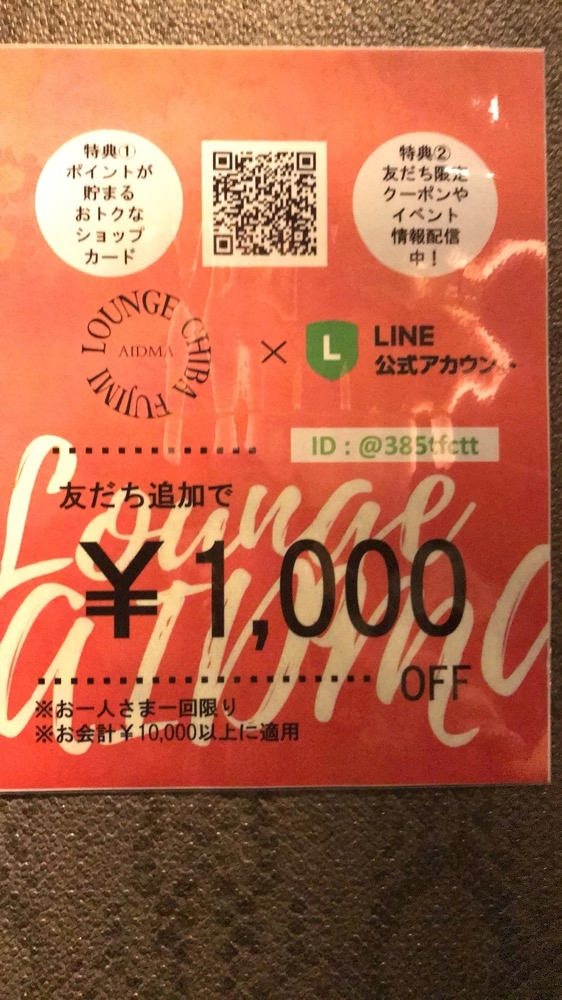 特典①
ポイントが
貯まる
おトクな
ショップ
カード
特典②
友だち限定
クーポンや
イベント
情報配信
中！
LOUNGE CHIBA FUJIMI
AIDMA
×
L
LINE
公式アカウント
ID : @385tfctt
Lounge
aidma
友だち追加で
¥1,000
OFF
※お一人さま一回限り
※お会計¥10,000以上に適用